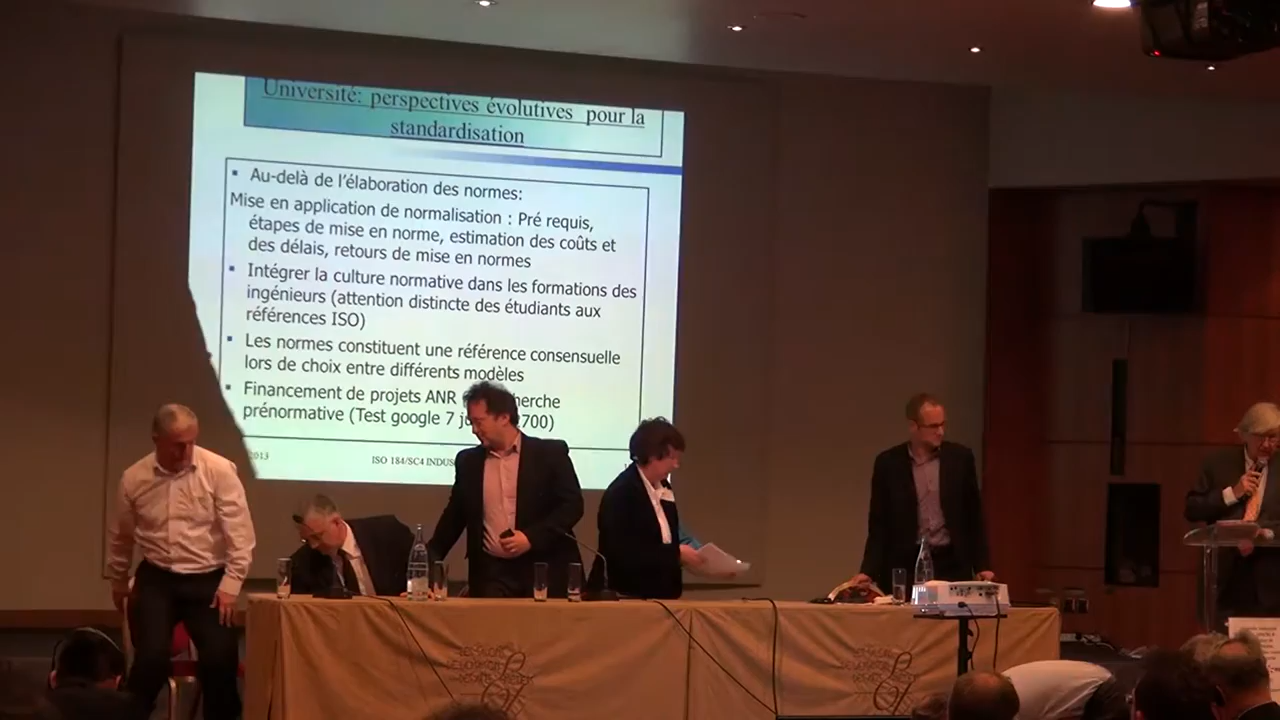 Université: perspectives évolutives pour la
standardisation
▪ Au-delà de l'élaboration des normes:
Mise en application de normalisation : Pré requis,
étapes de mise en norme, estimation des coûts et
des délais, retours de mise en normes
▪ Intégrer la culture normative dans les formations des
ingénieurs (attention distincte des étudiants aux
références ISO)
▪ Les normes constituent une référence consensuelle
lors de choix entre différents modèles
▪ Financement de projets ANR
prénormative (Test google 7
2013 ISO 184/SC4 INDUS